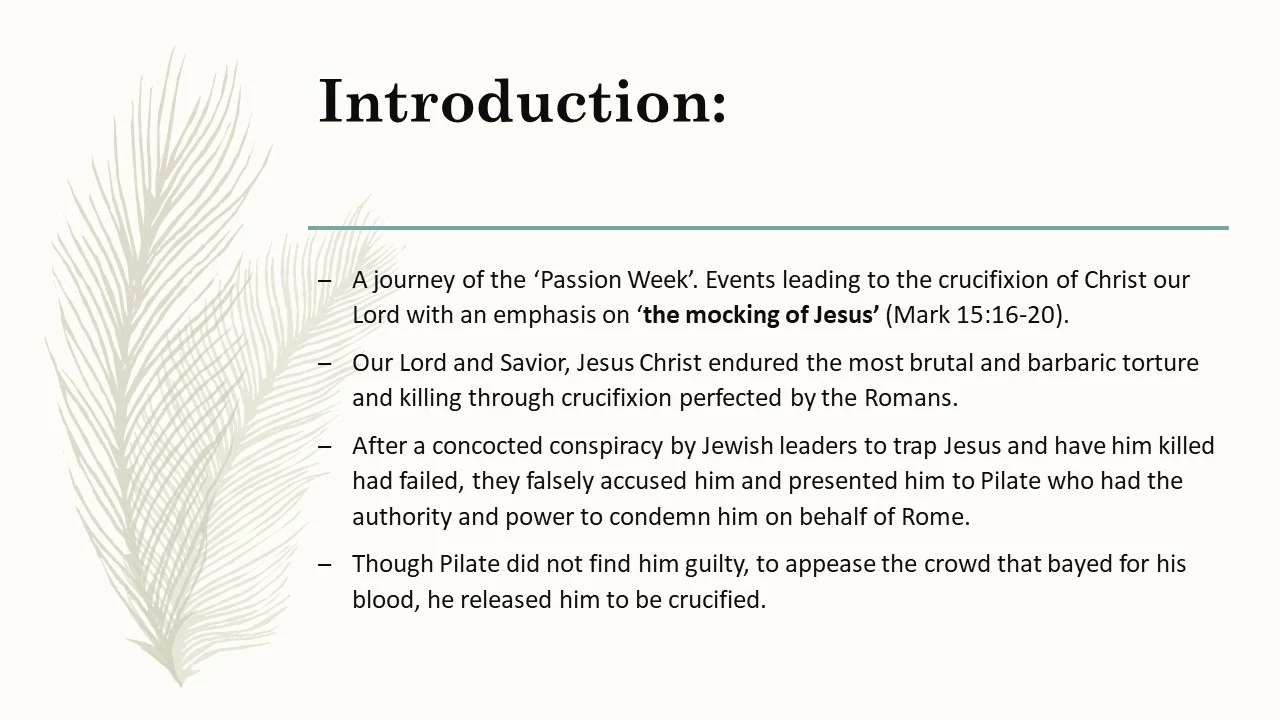 Introduction:
– A journey of the ‘Passion Week’. Events leading to the crucifixion of Christ our
Lord with an emphasis on ‘the mocking of Jesus’ (Mark 15:16-20).
– Our Lord and Savior, Jesus Christ endured the most brutal and barbaric torture
and killing through crucifixion perfected by the Romans.
– After a concocted conspiracy by Jewish leaders to trap Jesus and have him killed
had failed, they falsely accused him and presented him to Pilate who had the
authority and power to condemn him on behalf of Rome.
– Though Pilate did not find him guilty, to appease the crowd that bayed for his
blood, he released him to be crucified.